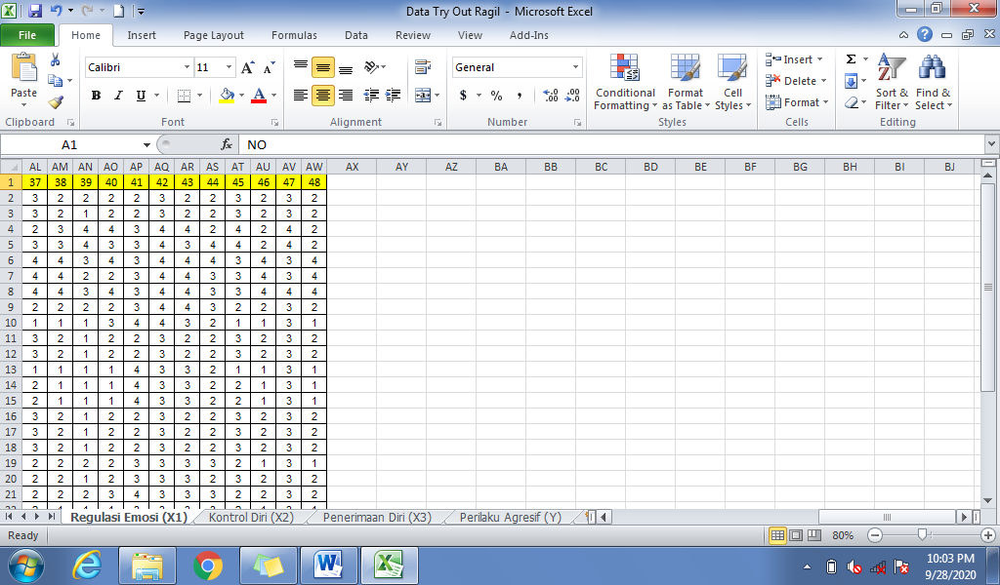 Data Try Out Ragil - Microsoft Excel
File Home Insert Page Layout Formulas Data Review View Add-Ins
Paste
Calibri 11 A A
B I U A
General
$ % ,
Conditional Formatting
Format as Table
Cell Styles
Insert
Delete
Format
Σ
Sort & Filter
Find & Select
Clipboard Font Alignment Number Styles Cells Editing
A1 fx NO
AL AM AN AO AP AQ AR AS AT AU AV AW AX AY AZ BA BB BC BD BE BF BG BH BI BJ
1 37 38 39 40 41 42 43 44 45 46 47 48
2 3 2 2 2 2 3 2 2 3 2 3 2
3 3 2 1 2 2 3 2 2 3 2 3 2
4 2 3 4 4 3 4 4 2 4 2 4 2
5 3 3 4 3 3 4 3 4 4 2 4 2
6 4 4 3 4 3 4 4 4 3 4 3 4
7 4 4 2 2 3 4 4 3 3 4 3 4
8 4 4 3 4 3 4 4 3 3 4 4 4
9 2 2 2 2 3 4 4 3 2 2 3 2
10 1 1 1 3 4 4 3 2 1 1 3 1
11 3 2 1 2 2 3 2 2 3 2 3 2
12 3 2 1 2 2 3 2 2 3 2 3 2
13 1 1 1 1 4 3 3 2 1 1 3 1
14 2 1 1 1 4 3 3 2 2 1 3 1
15 2 1 1 1 4 3 3 2 2 1 3 1
16 3 2 1 2 2 3 2 2 3 2 3 2
17 3 2 1 2 2 3 2 2 3 2 3 2
18 3 2 1 2 2 3 2 2 3 2 3 2
19 2 2 2 2 3 3 3 3 2 1 3 1
20 2 2 1 2 3 3 3 2 3 2 3 2
21 2 2 2 3 4 3 3 3 2 2 3 2
Regulasi Emosi (X1) Kontrol Diri (X2) Penerimaan Diri (X3) Perilaku Agresif (Y)
Ready 80%
10:03 PM
9/28/2020